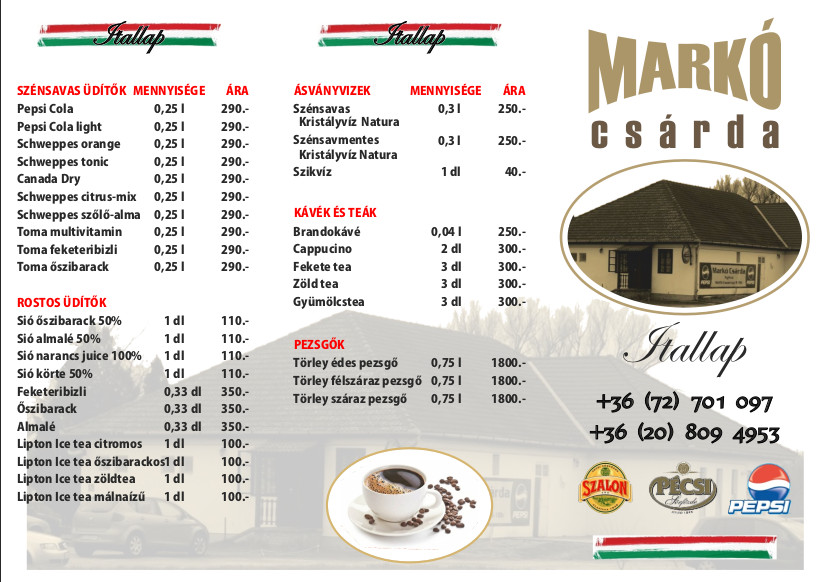 Itallap
SZÉNSAVAS ÜDÍTŐK MENNYISÉGE ÁRA
Pepsi Cola 0,25 l 290.-
Pepsi Cola light 0,25 l 290.-
Schweppes orange 0,25 l 290.-
Schweppes tonic 0,25 l 290.-
Canada Dry 0,25 l 290.-
Schweppes citrus-mix 0,25 l 290.-
Schweppes szőlő-alma 0,25 l 290.-
Toma multivitamin 0,25 l 290.-
Toma feketeribizli 0,25 l 290.-
Toma őszibarack 0,25 l 290.-
ROSTOS ÜDÍTŐK
Sió őszibarack 50% 1 dl 110.-
Sió almalé 50% 1 dl 110.-
Sió narancs juice 100% 1 dl 110.-
Sió körte 50% 1 dl 110.-
Feketeribizli 0,33 dl 350.-
Őszibarack 0,33 dl 350.-
Almalé 0,33 dl 350.-
Lipton Ice tea citromos 1 dl 100.-
Lipton Ice tea őszibarackos 1 dl 100.-
Lipton Ice tea zöldtea 1 dl 100.-
Lipton Ice tea málnaízű 1 dl 100.-
Itallap
ÁSVÁNYVIZEK MENNYISÉGE ÁRA
Szénsavas 0,3 l 250.-
Kristályvíz Natura
Szénsavmentes 0,3 l 250.-
Kristályvíz Natura
Szikvíz 1 dl 40.-
KÁVÉK ÉS TEÁK
Brandokávé 0,04 l 250.-
Cappucino 2 dl 300.-
Fekete tea 3 dl 300.-
Zöld tea 3 dl 300.-
Gyümölcstea 3 dl 300.-
PEZSGŐK
Törley édes pezsgő 0,75 l 1800.-
Törley félszáraz pezsgő 0,75 l 1800.-
Törley száraz pezsgő 0,75 l 1800.-
MARKÓ
csárda
Markó Csárda
PEPSI
Itallap
+36 (72) 701 097
+36 (20) 809 4953
SZALON
PÉCSI
PEPSI